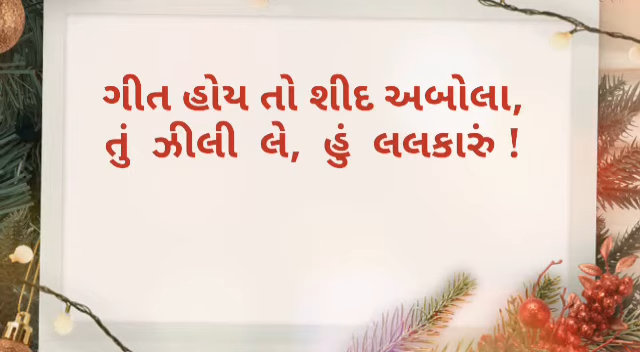 ગીત હોય તો શીદ અબોલા,
તું ઝીલી લે, હું લલકારું !